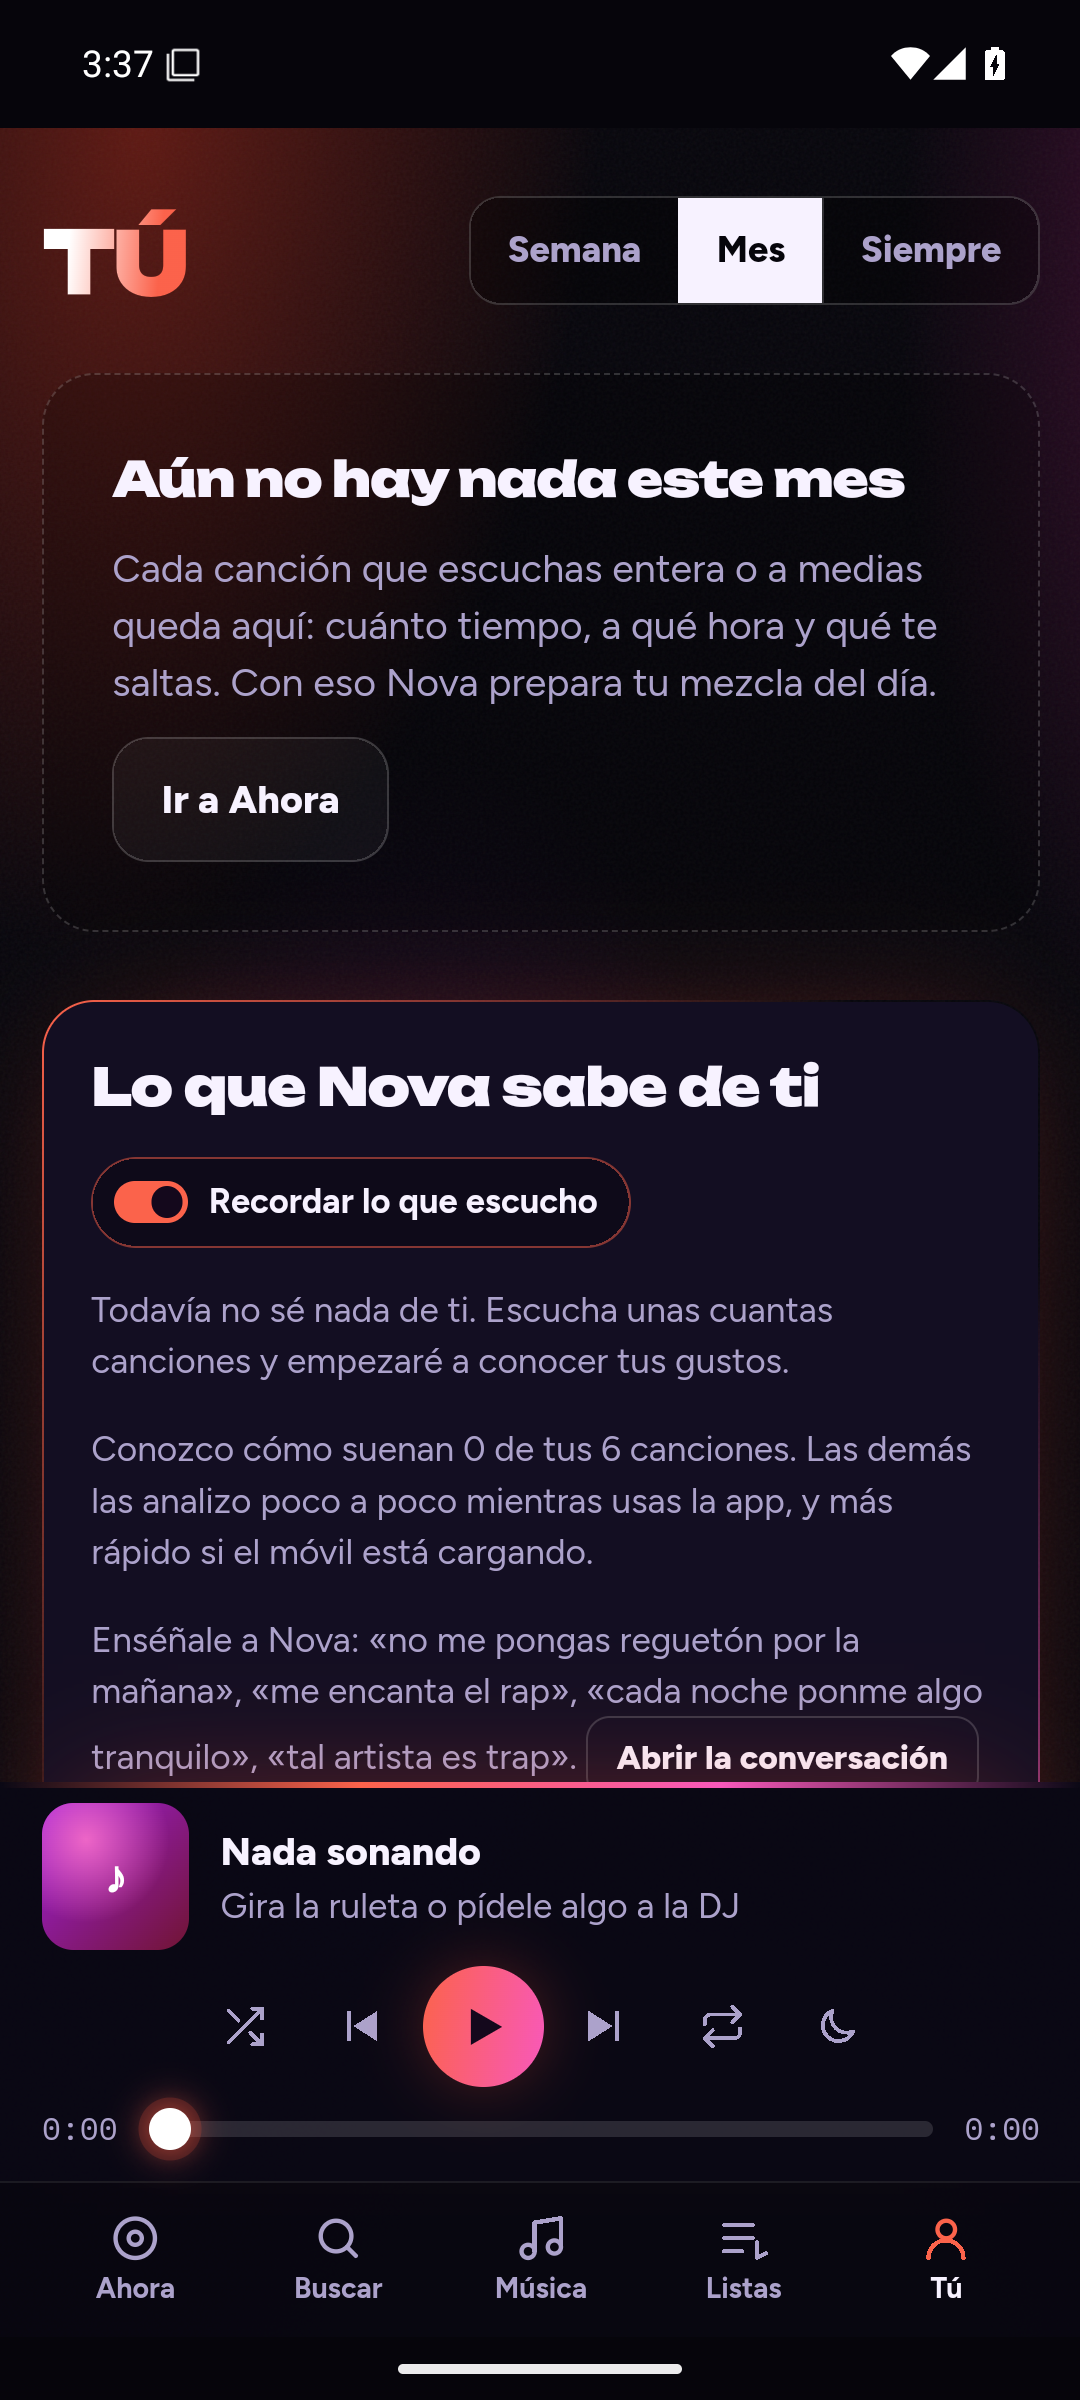 3:37
TÚ
Semana
Mes
Siempre
Aún no hay nada este mes
Cada canción que escuchas entera o a medias
queda aquí: cuánto tiempo, a qué hora y qué te
saltas. Con eso Nova prepara tu mezcla del día.
Ir a Ahora
Lo que Nova sabe de ti
Recordar lo que escucho
Todavía no sé nada de ti. Escucha unas cuantas
canciones y empezaré a conocer tus gustos.
Conozco cómo suenan 0 de tus 6 canciones. Las demás
las analizo poco a poco mientras usas la app, y más
rápido si el móvil está cargando.
Enséñale a Nova: «no me pongas reguetón por la
mañana», «me encanta el rap», «cada noche ponme algo
tranquilo», «tal artista es trap». Abrir la conversación
Nada sonando
Gira la ruleta o pídele algo a la DJ
0:00
0:00
Ahora
Buscar
Música
Listas
Tú